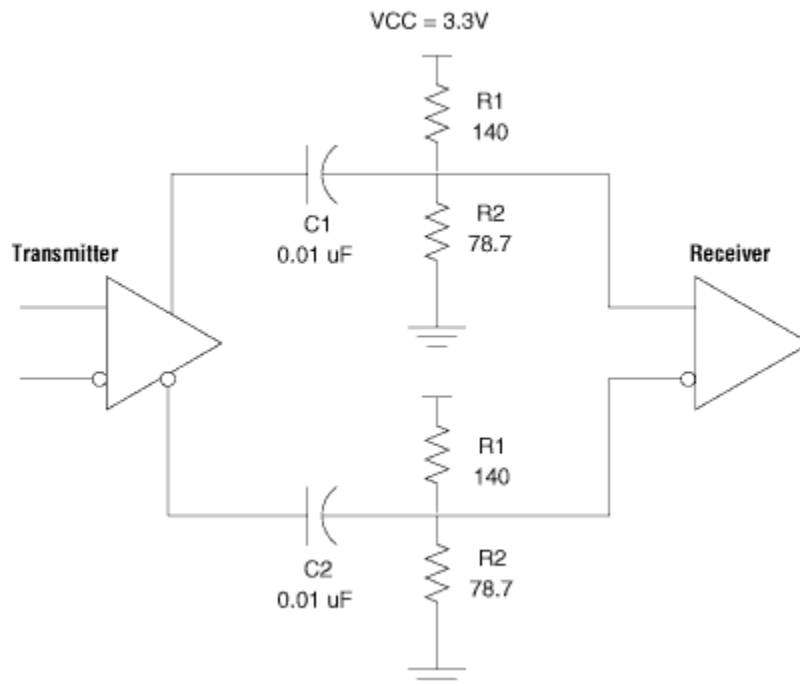 VCC = 3.3V
R1
140
C1
0.01 uF
R2
78.7
Transmitter
Receiver
R1
140
C2
0.01 uF
R2
78.7